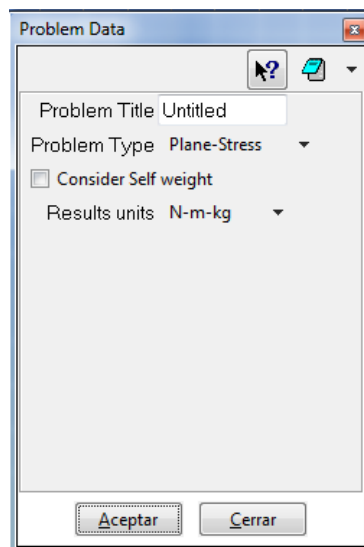 Problem Data
Problem Title Untitled
Problem Type Plane-Stress
Consider Self weight
Results units N-m-kg
Aceptar Cerrar